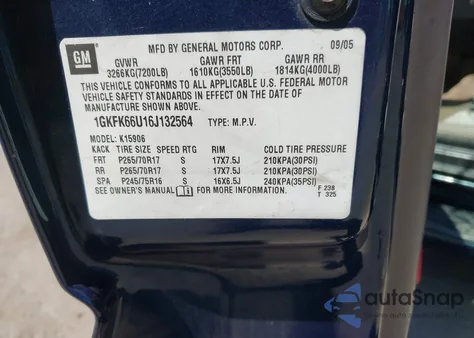 GM
MFD BY GENERAL MOTORS CORP. 09/05
GVWR GAWR FRT GAWR RR
3266KG(7200LB) 1610KG(3550LB) 1814KG(4000LB)
THIS VEHICLE CONFORMS TO ALL APPLICABLE U.S. FEDERAL MOTOR
VEHICLE SAFETY STANDARDS IN EFFECT ON THE DATE OF
MANUFACTURE SHOWN ABOVE.
1GKFK66U16J132564 TYPE: M.P.V.
MODEL: K15906
KACK TIRE SIZE SPEED RTG RIM COLD TIRE PRESSURE
FRT P265/70R17 S 17X7.5J 210KPA(30PSI)
RR P265/70R17 S 17X7.5J 210KPA(30PSI)
SPA P245/75R16 S 16X6.5J 240KPA(35PSI)
SEE OWNER'S MANUAL FOR MORE INFORMATION.
F 238
T 325
autoSnap
POWERED BY